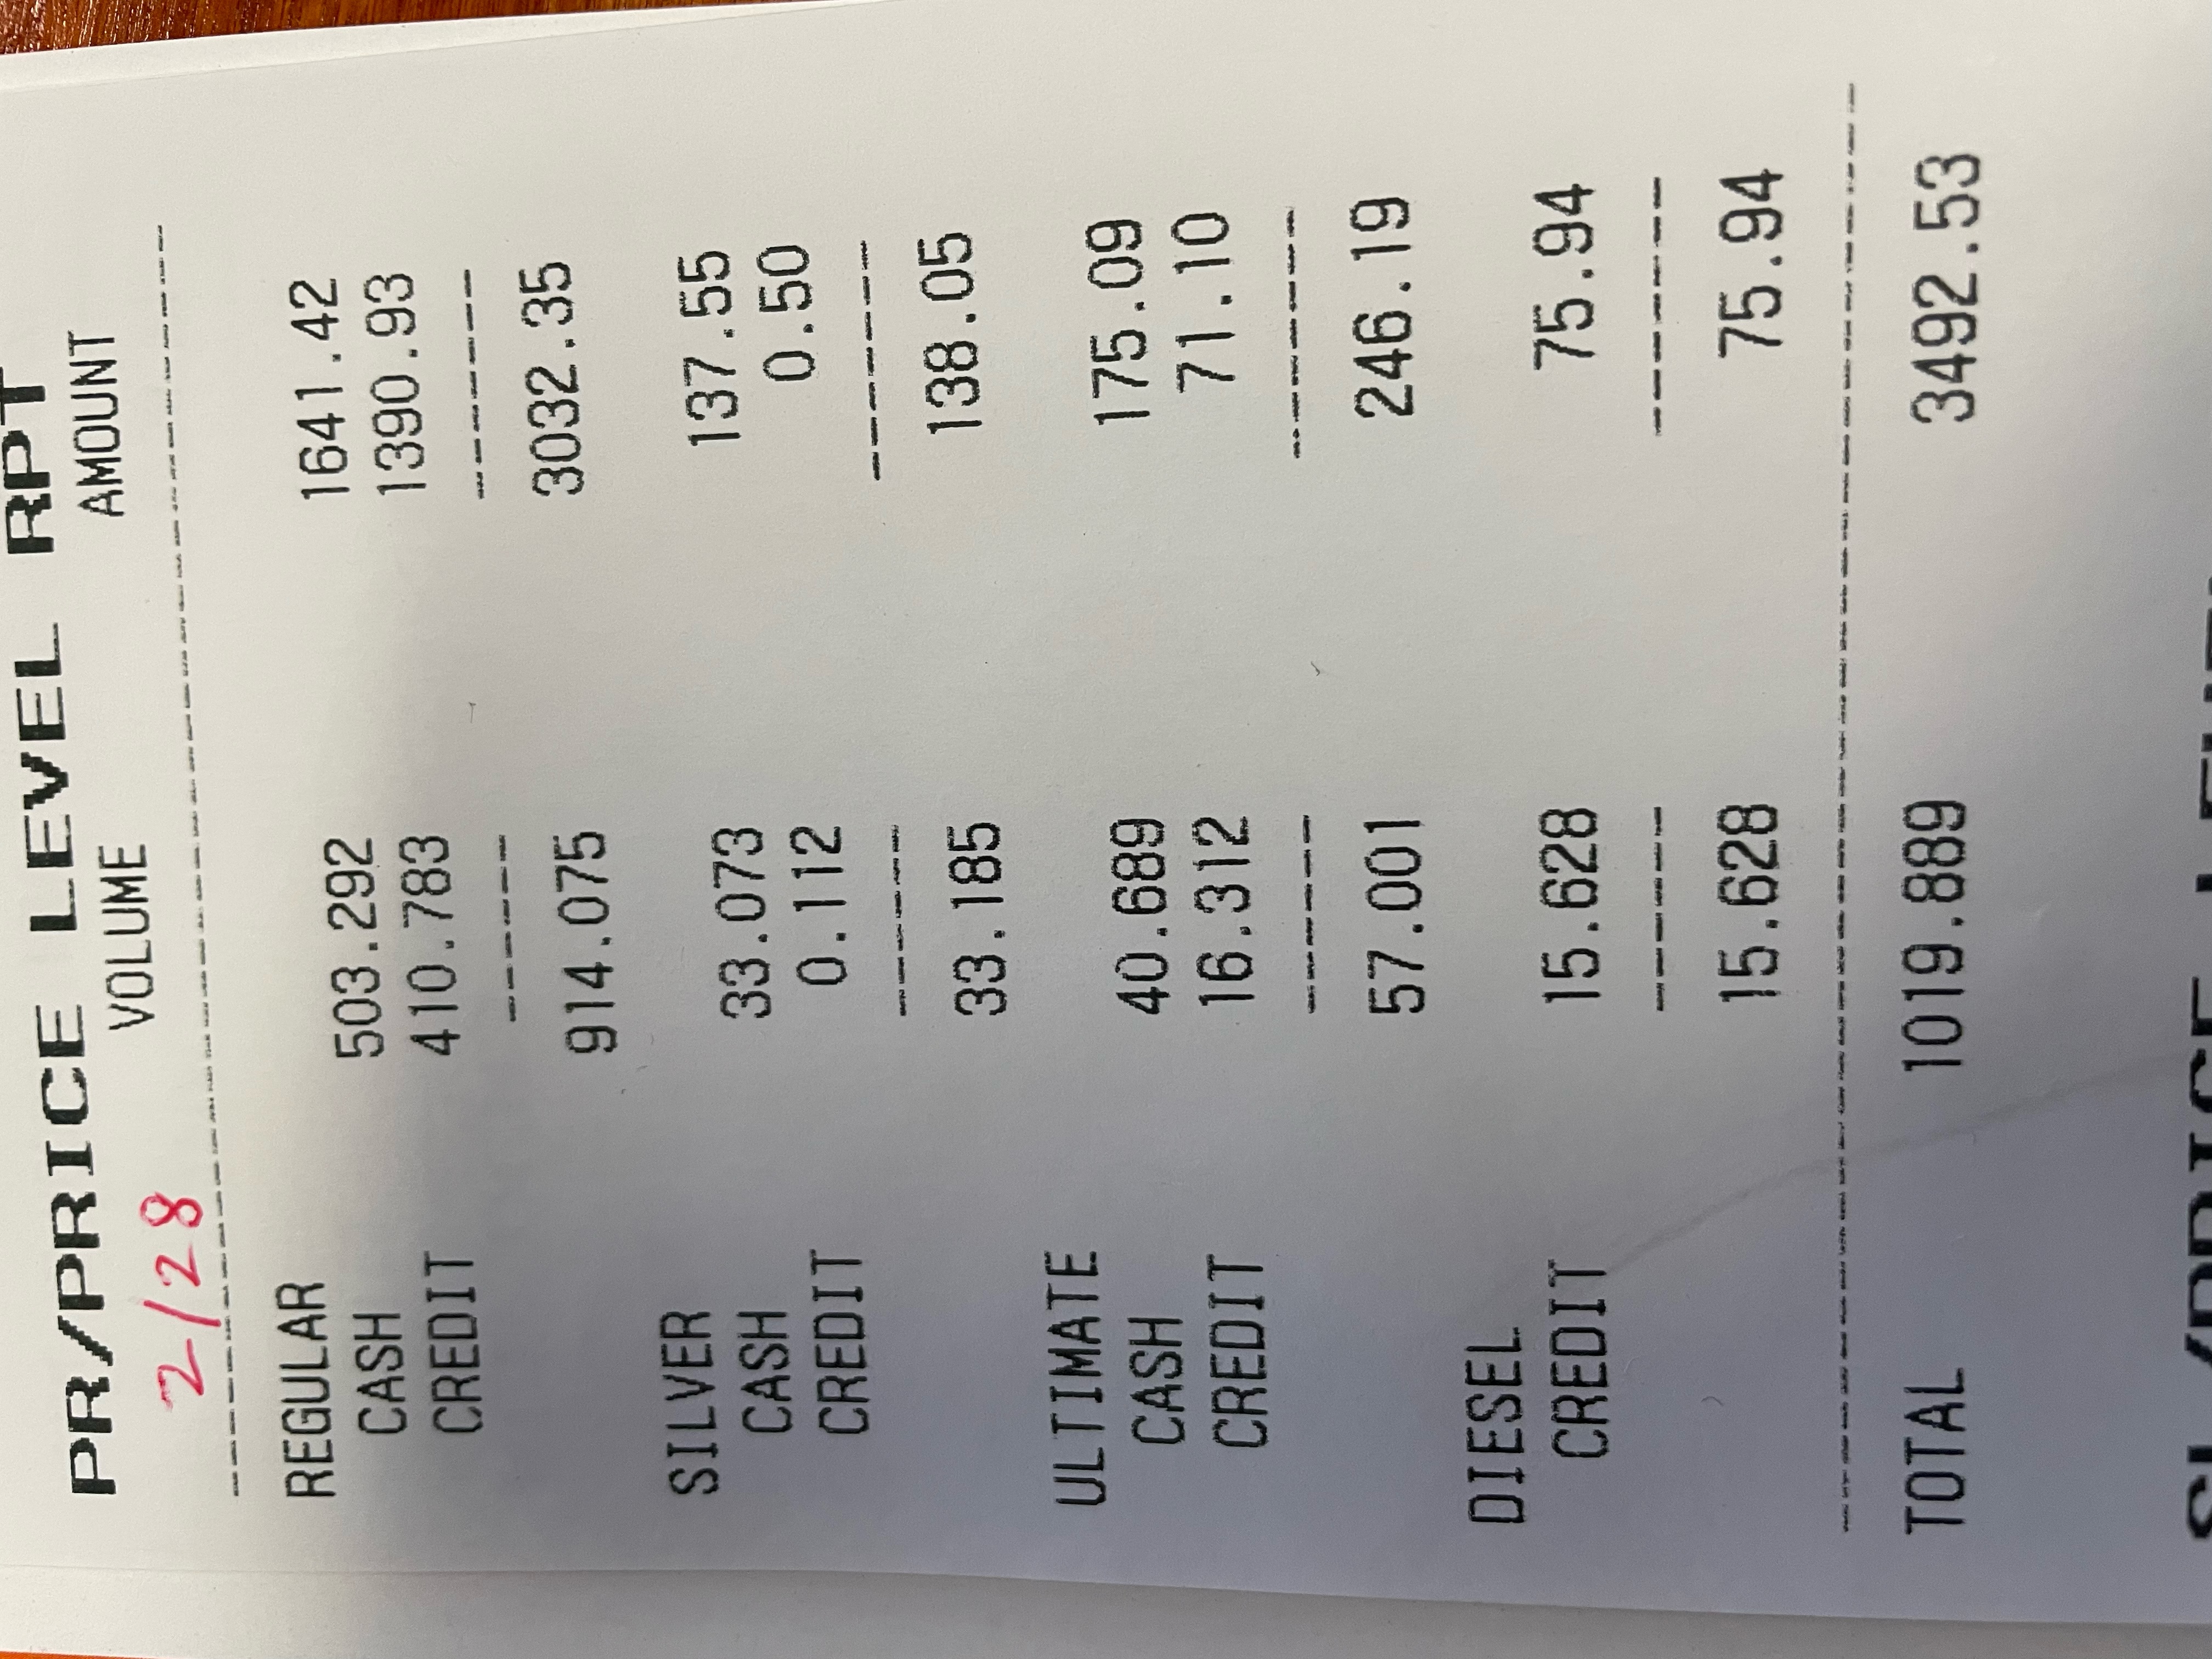 PR/PRICE LEVEL RPT
VOLUME AMOUNT
2/28
REGULAR
CASH 503.292 1641.42
CREDIT 410.783 1390.93
914.075 3032.35
SILVER
CASH 33.073 137.55
CREDIT 0.112 0.50
33.185 138.05
ULTIMATE
CASH 40.689 175.09
CREDIT 16.312 71.10
57.001 246.19
DIESEL
CREDIT 15.628 75.94
15.628 75.94
TOTAL 1019.889 3492.53
SL/PRICE LEVEL